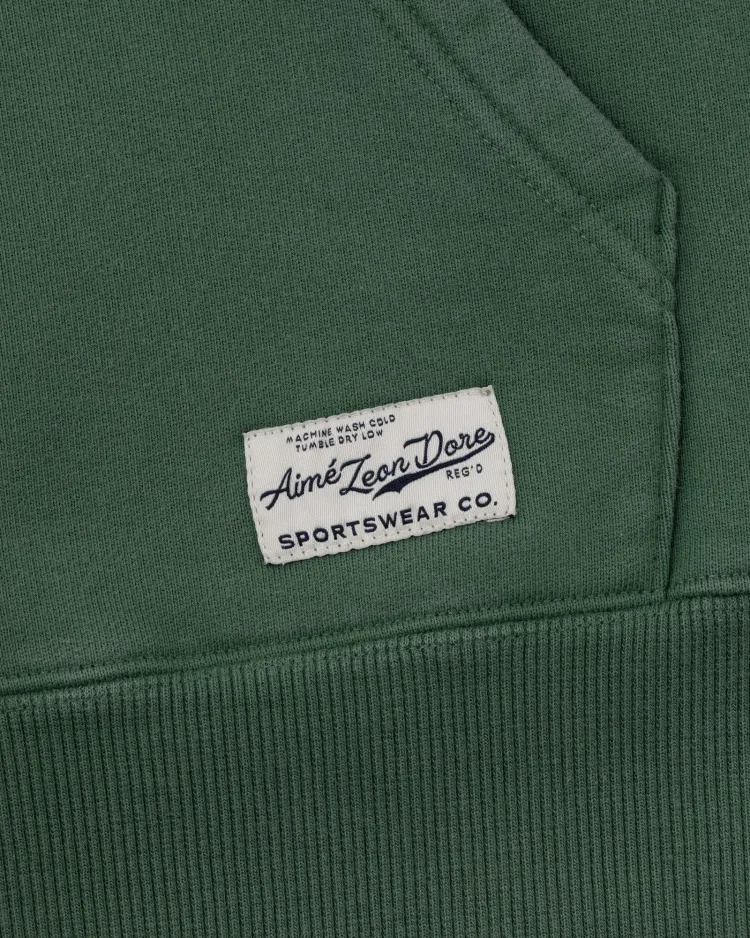 MACHINE WASH COLD
TUMBLE DRY LOW
Aimé Leon Dore
REG'D
SPORTSWEAR CO.